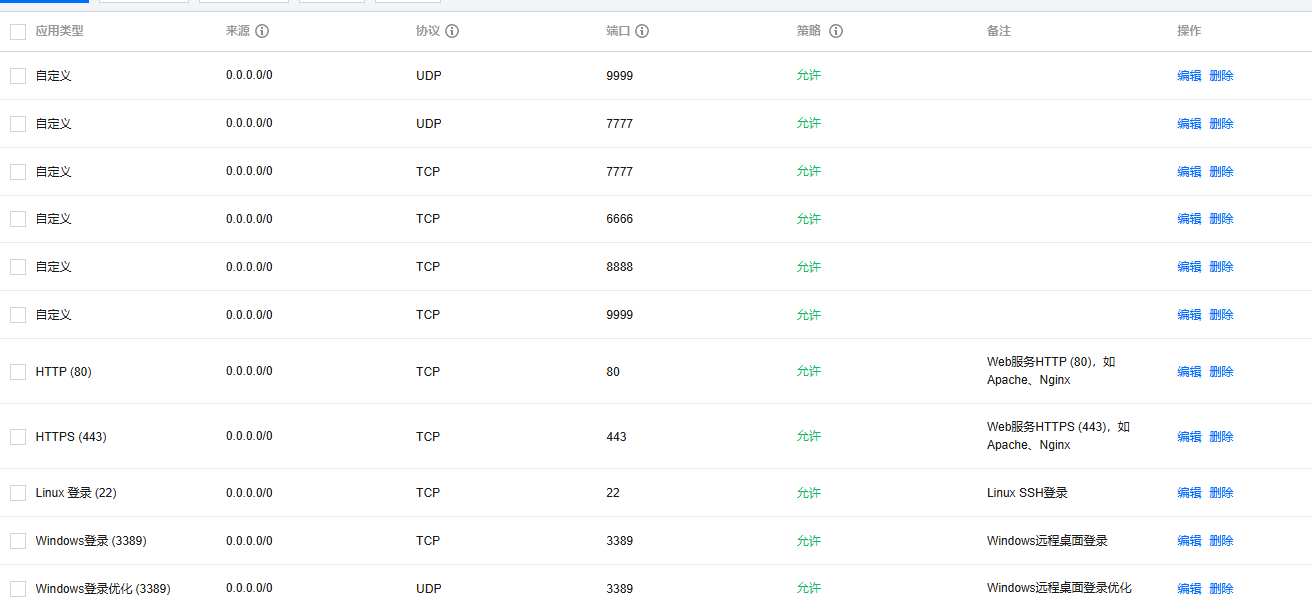 应用类型 来源 协议 端口 策略 备注 操作
自定义 0.0.0.0/0 UDP 9999 允许 编辑 删除
自定义 0.0.0.0/0 UDP 7777 允许 编辑 删除
自定义 0.0.0.0/0 TCP 7777 允许 编辑 删除
自定义 0.0.0.0/0 TCP 6666 允许 编辑 删除
自定义 0.0.0.0/0 TCP 8888 允许 编辑 删除
自定义 0.0.0.0/0 TCP 9999 允许 编辑 删除
HTTP (80) 0.0.0.0/0 TCP 80 允许 Web服务HTTP (80)，如
Apache、Nginx 编辑 删除
HTTPS (443) 0.0.0.0/0 TCP 443 允许 Web服务HTTPS (443)，如
Apache、Nginx 编辑 删除
Linux 登录 (22) 0.0.0.0/0 TCP 22 允许 Linux SSH登录 编辑 删除
Windows登录 (3389) 0.0.0.0/0 TCP 3389 允许 Windows远程桌面登录 编辑 删除
Windows登录优化 (3389) 0.0.0.0/0 UDP 3389 允许 Windows远程桌面登录优化 编辑 删除